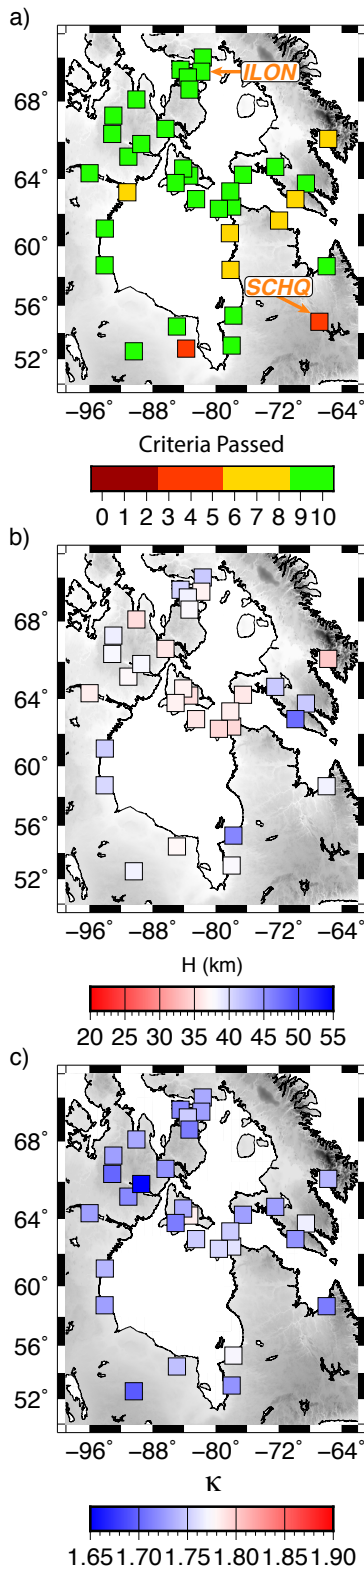 a)
ILON
68˚
64˚
60˚
SCHQ
56˚
52˚
−96˚ −88˚ −80˚ −72˚ −64˚
Criteria Passed
0 1 2 3 4 5 6 7 8 9 10
b)
68˚
64˚
60˚
56˚
52˚
−96˚ −88˚ −80˚ −72˚ −64˚
H (km)
20 25 30 35 40 45 50 55
c)
68˚
64˚
60˚
56˚
52˚
−96˚ −88˚ −80˚ −72˚ −64˚
κ
1.65 1.70 1.75 1.80 1.85 1.90